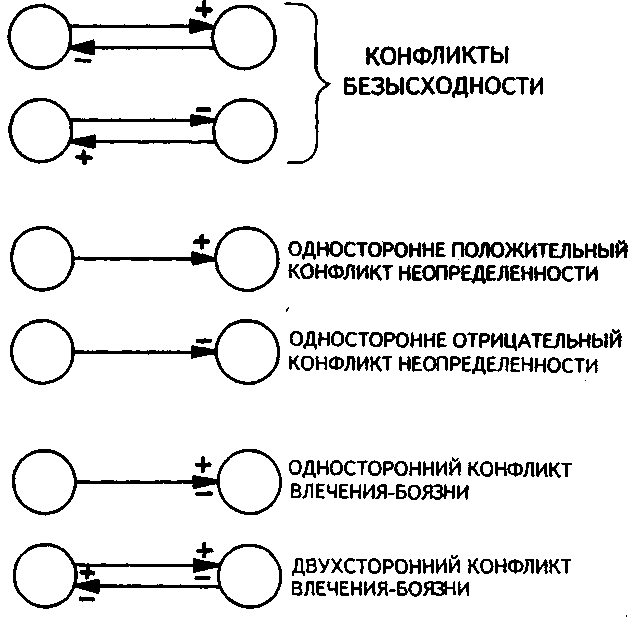 +
−
КОНФЛИКТЫ
БЕЗЫСХОДНОСТИ
−
+
+
ОДНОСТОРОННЕ ПОЛОЖИТЕЛЬНЫЙ
КОНФЛИКТ НЕОПРЕДЕЛЕННОСТИ
−
ОДНОСТОРОННЕ ОТРИЦАТЕЛЬНЫЙ
КОНФЛИКТ НЕОПРЕДЕЛЕННОСТИ
+
−
ОДНОСТОРОННИЙ КОНФЛИКТ
ВЛЕЧЕНИЯ-БОЯЗНИ
+
+ −
−
ДВУХСТОРОННИЙ КОНФЛИКТ
ВЛЕЧЕНИЯ-БОЯЗНИ